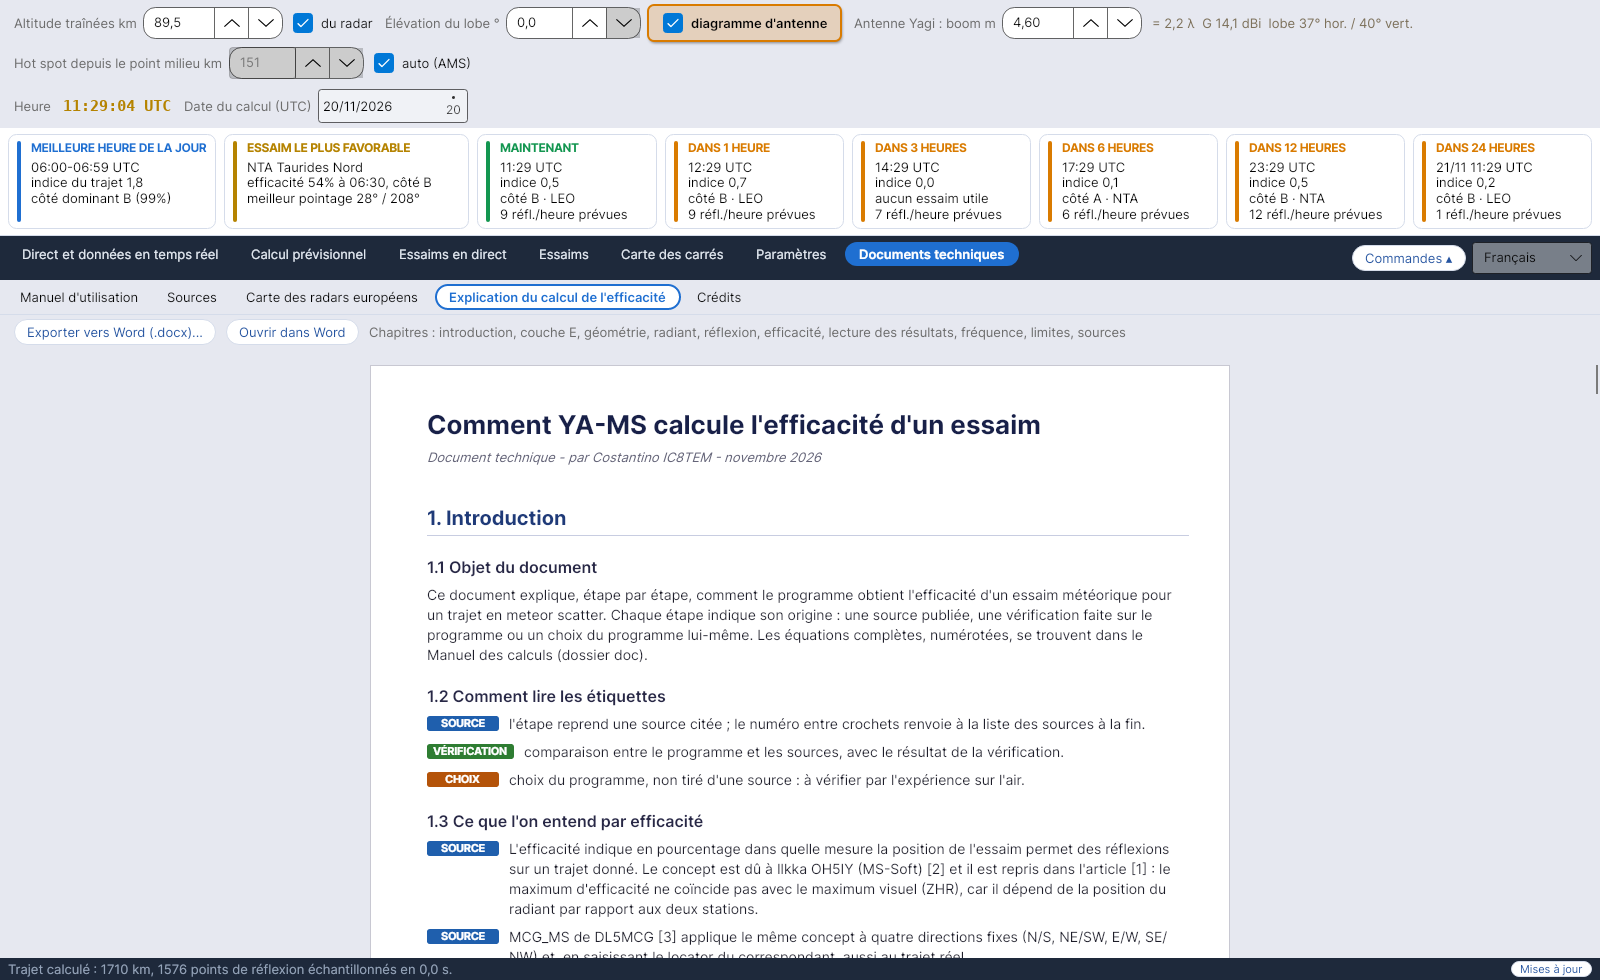 Altitude traînées km 89,5 du radar Élévation du lobe ° 0,0 diagramme d'antenne Antenne Yagi : boom m 4,60 = 2,2 λ G 14,1 dBi lobe 37° hor. / 40° vert.
Hot spot depuis le point milieu km 151 auto (AMS)
Heure 11:29:04 UTC Date du calcul (UTC) 20/11/2026 20
MEILLEURE HEURE DE LA JOUR
06:00-06:59 UTC
indice du trajet 1,8
côté dominant B (99%)
ESSAIM LE PLUS FAVORABLE
NTA Taurides Nord
efficacité 54% à 06:30, côté B
meilleur pointage 28° / 208°
MAINTENANT
11:29 UTC
indice 0,5
côté B · LEO
9 réfl./heure prévues
DANS 1 HEURE
12:29 UTC
indice 0,7
côté B · LEO
9 réfl./heure prévues
DANS 3 HEURES
14:29 UTC
indice 0,0
aucun essaim utile
7 réfl./heure prévues
DANS 6 HEURES
17:29 UTC
indice 0,1
côté A · NTA
6 réfl./heure prévues
DANS 12 HEURES
23:29 UTC
indice 0,5
côté B · NTA
12 réfl./heure prévues
DANS 24 HEURES
21/11 11:29 UTC
indice 0,2
côté B · LEO
1 réfl./heure prévues
Direct et données en temps réel Calcul prévisionnel Essaims en direct Essaims Carte des carrés Paramètres Documents techniques Commandes ▴ Français
Manuel d'utilisation Sources Carte des radars européens Explication du calcul de l'efficacité Crédits
Exporter vers Word (.docx)... Ouvrir dans Word Chapitres : introduction, couche E, géométrie, radiant, réflexion, efficacité, lecture des résultats, fréquence, limites, sources
Comment YA-MS calcule l'efficacité d'un essaim
Document technique - par Costantino IC8TEM - novembre 2026
1. Introduction
1.1 Objet du document
Ce document explique, étape par étape, comment le programme obtient l'efficacité d'un essaim météorique pour
un trajet en meteor scatter. Chaque étape indique son origine : une source publiée, une vérification faite sur le
programme ou un choix du programme lui-même. Les équations complètes, numérotées, se trouvent dans le
Manuel des calculs (dossier doc).
1.2 Comment lire les étiquettes
SOURCE l'étape reprend une source citée ; le numéro entre crochets renvoie à la liste des sources à la fin.
VÉRIFICATION comparaison entre le programme et les sources, avec le résultat de la vérification.
CHOIX choix du programme, non tiré d'une source : à vérifier par l'expérience sur l'air.
1.3 Ce que l'on entend par efficacité
SOURCE L'efficacité indique en pourcentage dans quelle mesure la position de l'essaim permet des réflexions
sur un trajet donné. Le concept est dû à Ilkka OH5IY (MS-Soft) [2] et il est repris dans l'article [1] : le
maximum d'efficacité ne coïncide pas avec le maximum visuel (ZHR), car il dépend de la position du
radiant par rapport aux deux stations.
SOURCE MCG_MS de DL5MCG [3] applique le même concept à quatre directions fixes (N/S, NE/SW, E/W, SE/
NW) et, en saisissant le locator du correspondant, aussi au trajet réel.
Trajet calculé : 1710 km, 1576 points de réflexion échantillonnés en 0,0 s. Mises à jour